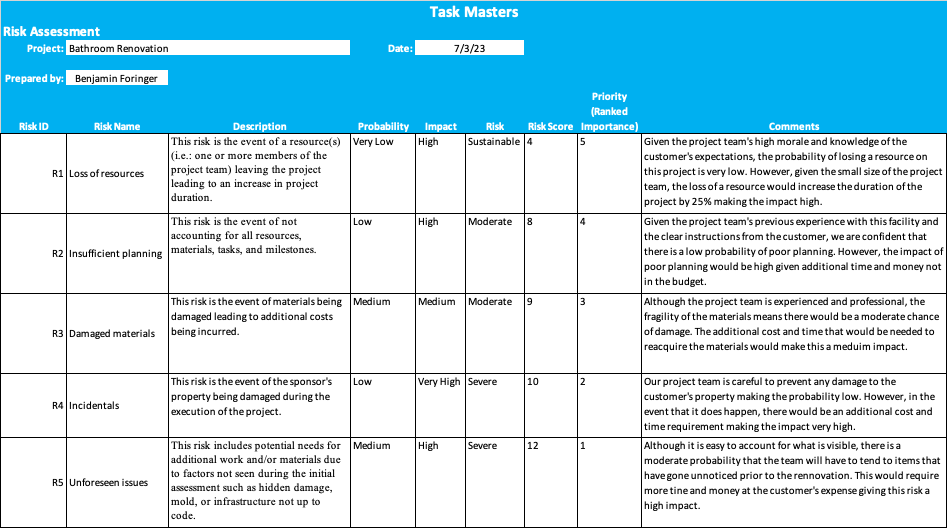 Task Masters
Risk Assessment
Project: Bathroom Renovation Date: 7/3/23
Prepared by: Benjamin Foringer
Priority
(Ranked
Risk ID Risk Name Description Probability Impact Risk Risk Score Importance) Comments
R1 Loss of resources
This risk is the event of a resource(s)
(i.e.: one or more members of the
project team) leaving the project
leading to an increase in project
duration.
Very Low High Sustainable 4 5
Given the project team's high morale and knowledge of the
customer's expectations, the probability of losing a resource on
this project is very low. However, given the small size of the project
team, the loss of a resource would increase the duration of the
project by 25% making the impact high.
R2 Insufficient planning
This risk is the event of not
accounting for all resources,
materials, tasks, and milestones.
Low High Moderate 8 4
Given the project team's previous experience with this facility and
the clear instructions from the customer, we are confident that
there is a low probability of poor planning. However, the impact of
poor planning would be high given additional time and money not
in the budget.
R3 Damaged materials
This risk is the event of materials being
damaged leading to additional costs
being incurred.
Medium Medium Moderate 9 3
Although the project team is experienced and professional, the
fragility of the materials means there would be a moderate chance
of damage. The additional cost and time that would be needed to
reacquire the materials would make this a meduim impact.
R4 Incidentals
This risk is the event of the sponsor's
property being damaged during the
execution of the project.
Low Very High Severe 10 2
Our project team is careful to prevent any damage to the
customer's property making the probability low. However, in the
event that it does happen, there would be an additional cost and
time requirement making the impact very high.
R5 Unforeseen issues
This risk includes potential needs for
additional work and/or materials due
to factors not seen during the initial
assessment such as hidden damage,
mold, or infrastructure not up to
code.
Medium High Severe 12 1
Although it is easy to account for what is visible, there is a
moderate probability that the team will have to tend to items that
have gone unnoticed prior to the rennovation. This would require
more tine and money at the customer's expense giving this risk a
high impact.